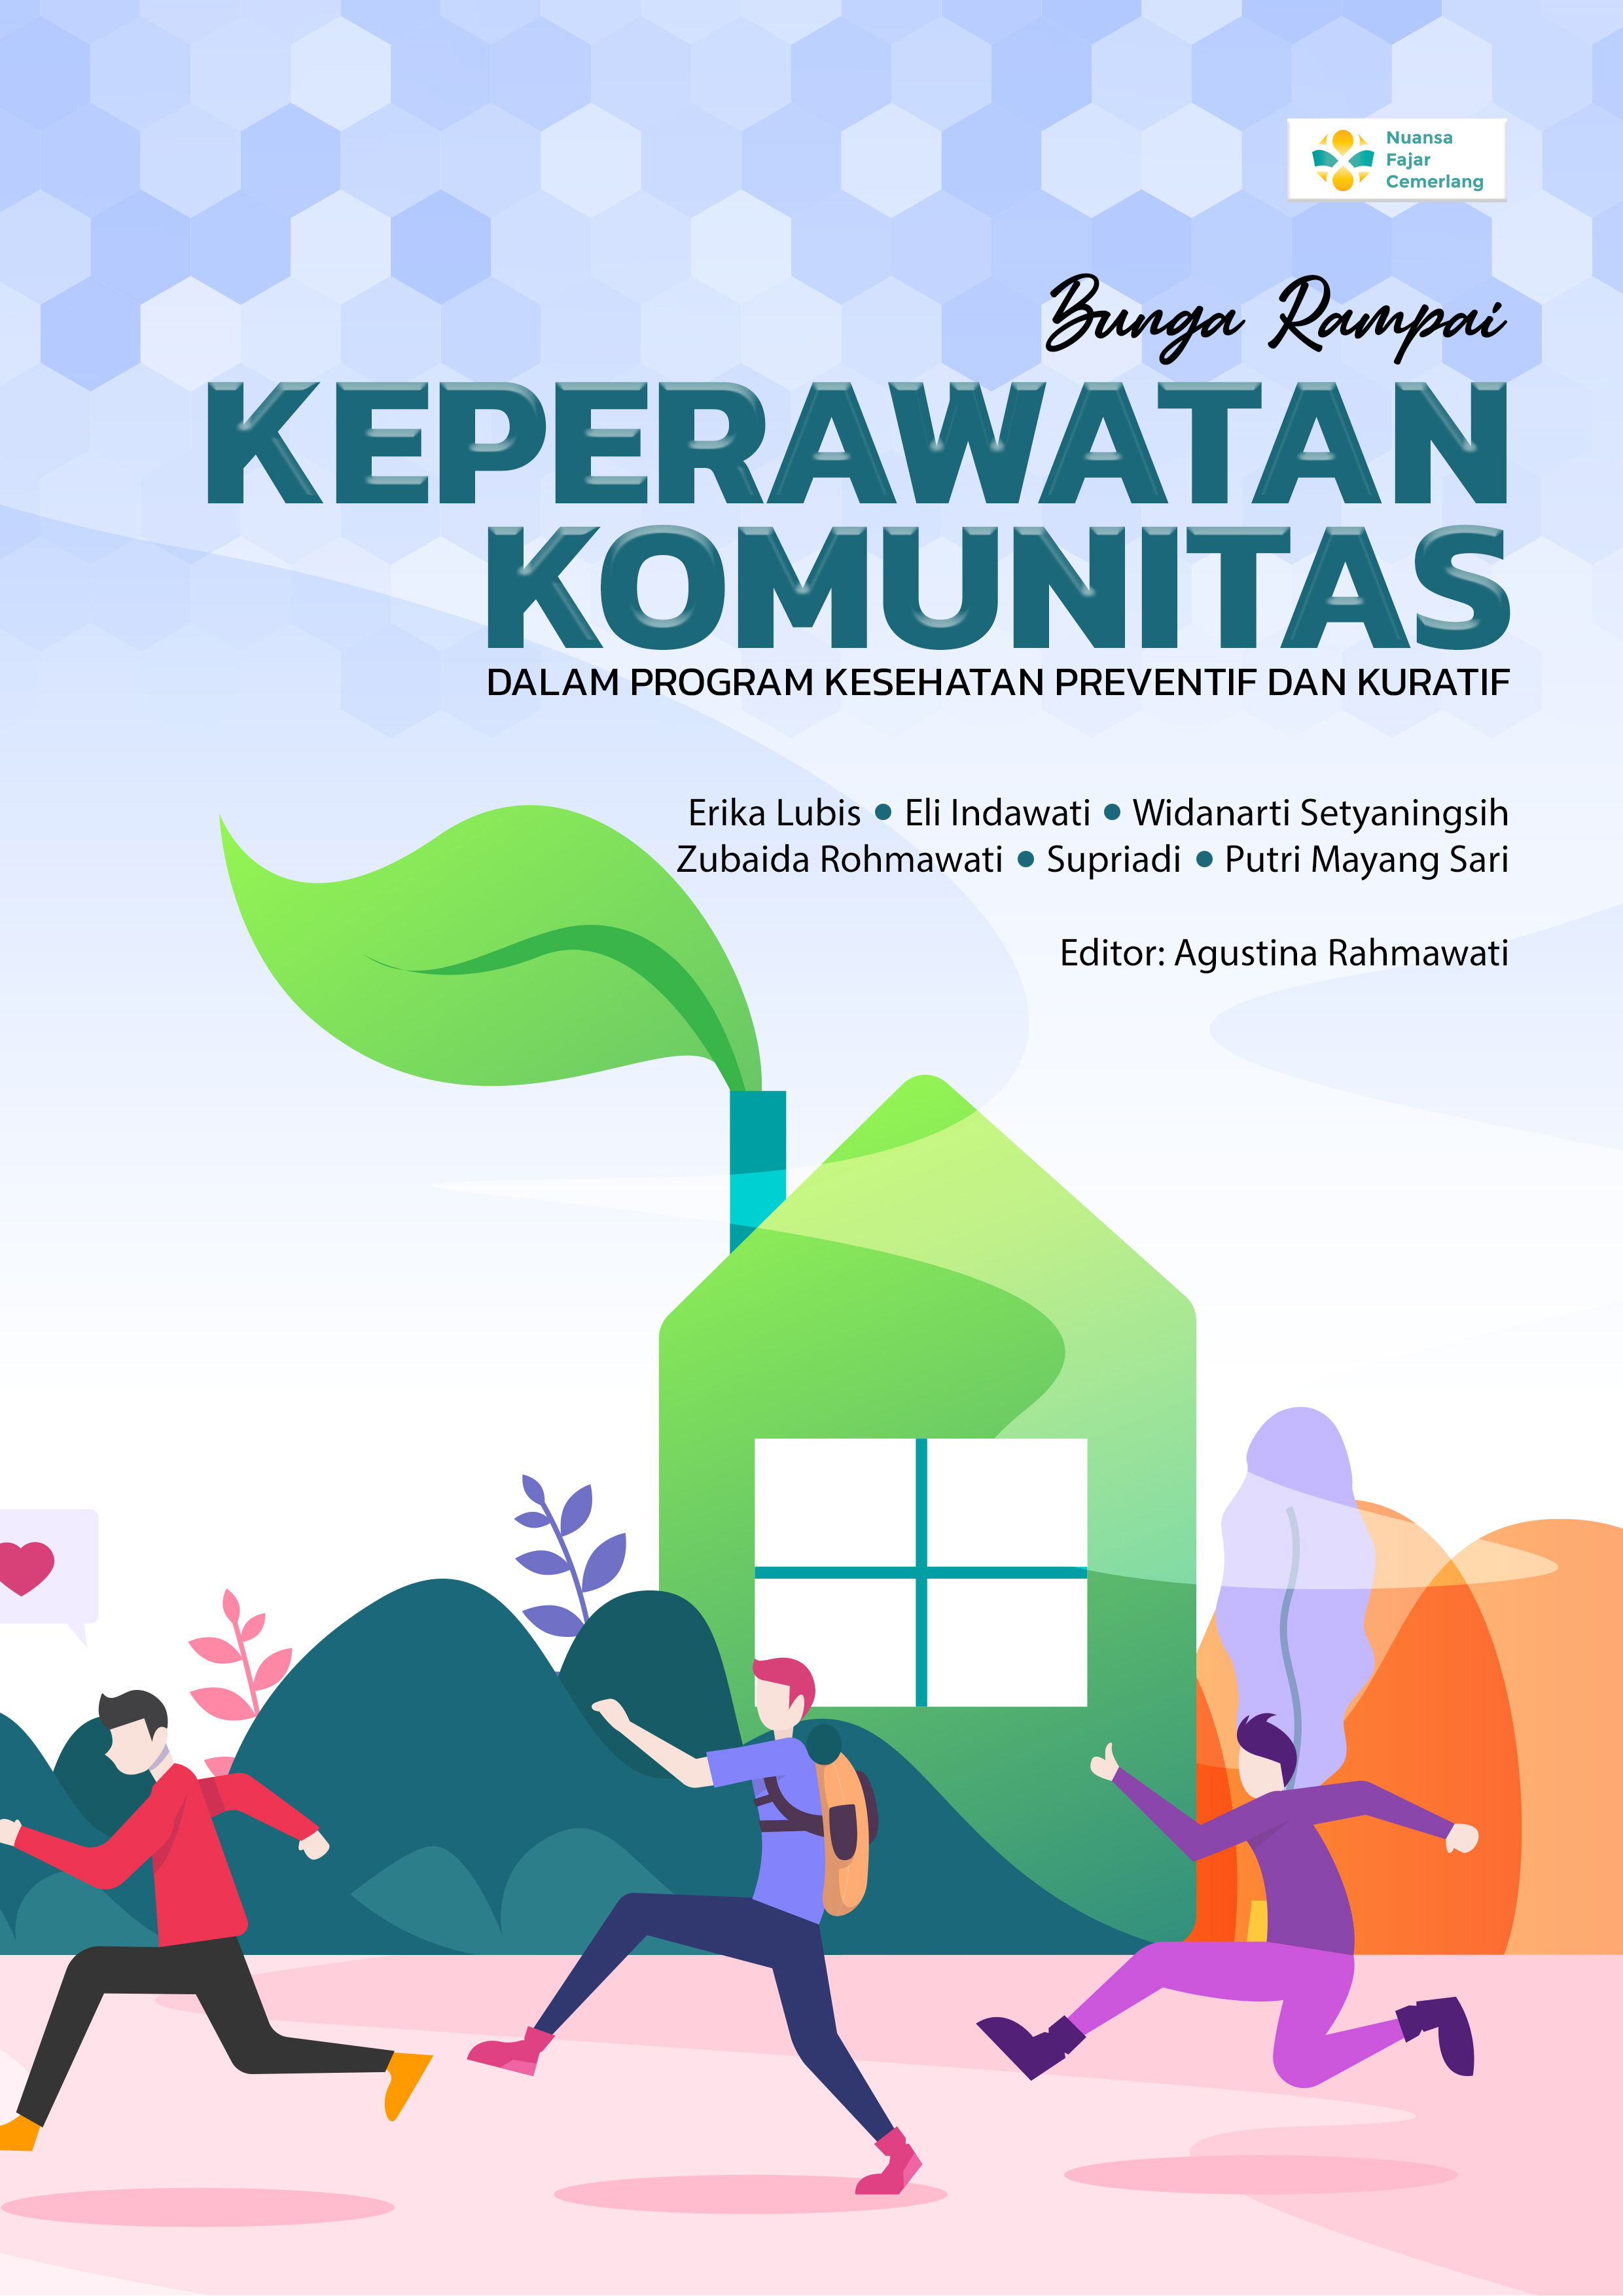 Nuansa
Fajar
Cemerlang
Bunga Rampai
KEPERAWATAN
KOMUNITAS
DALAM PROGRAM KESEHATAN PREVENTIF DAN KURATIF
Erika Lubis • Eli Indawati • Widanarti Setyaningsih
Zubaida Rohmawati • Supriadi • Putri Mayang Sari
Editor: Agustina Rahmawati